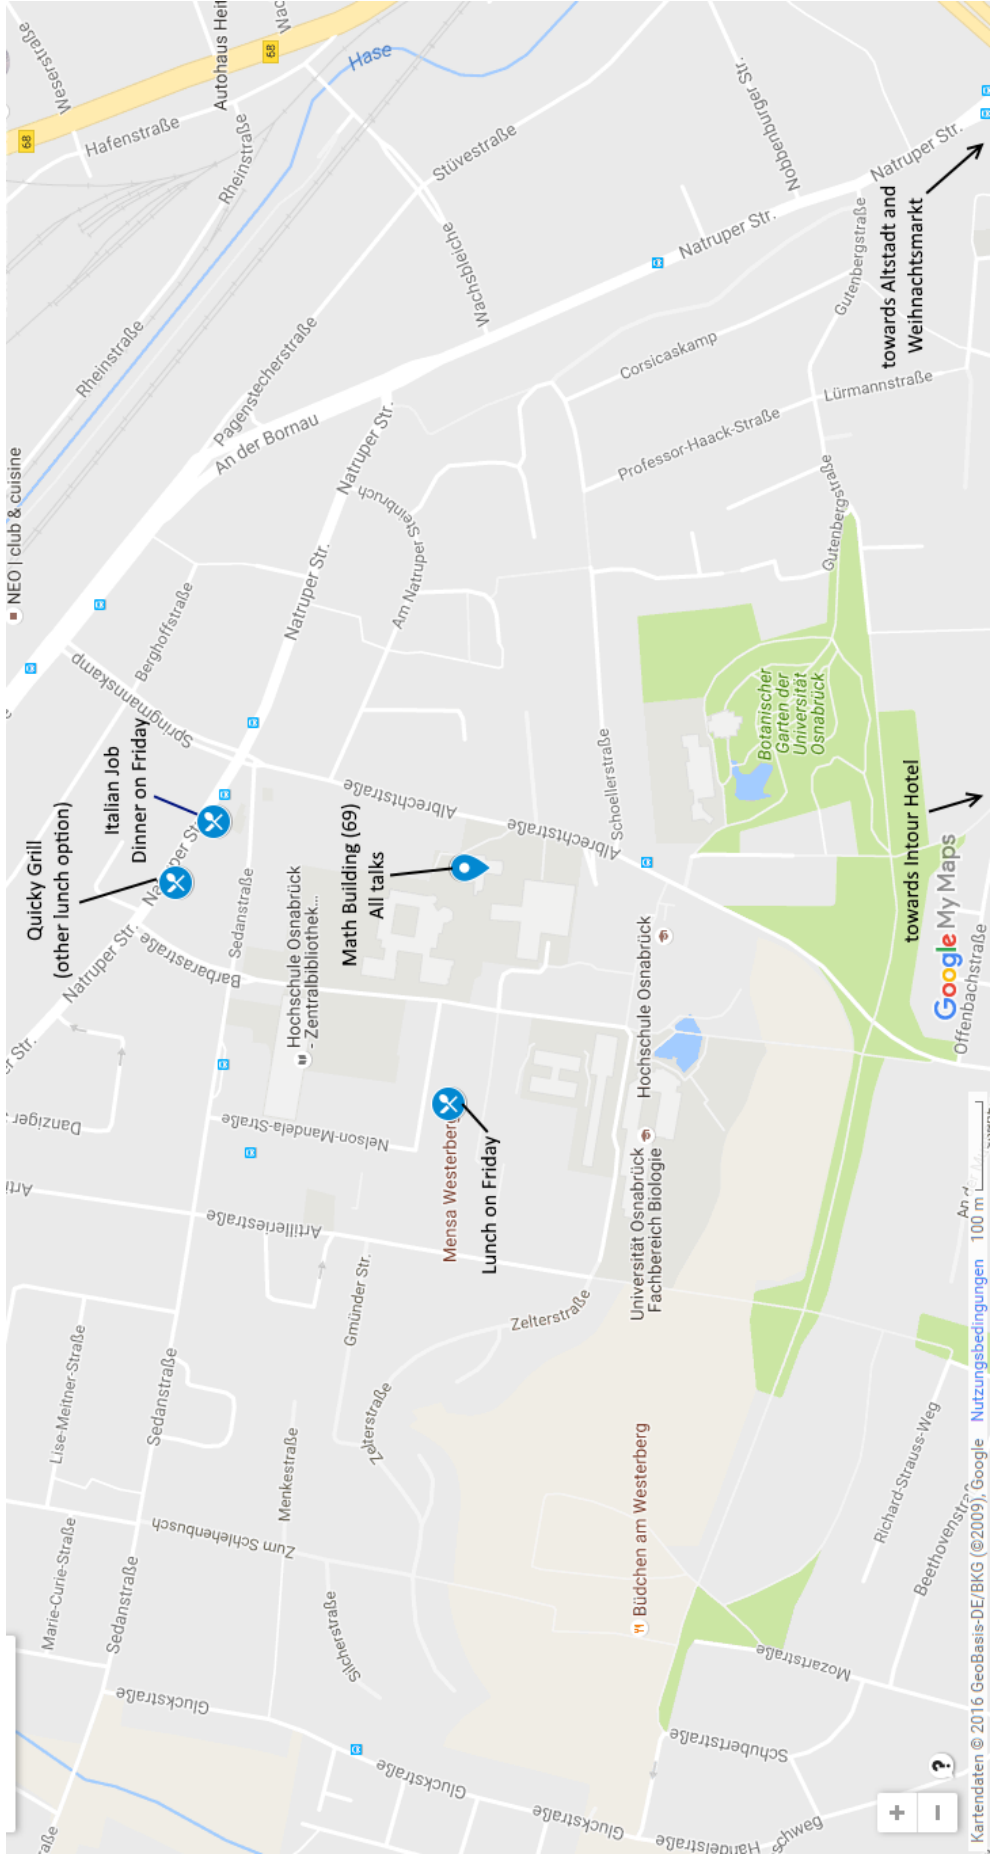 Weserstraße
Hafenstraße
68
68
Autohaus Heit
Hase
Rheinstraße
Rheinstraße
Stüvestraße
Wachsbleiche
Nobbenburger Str.
Natruper Str.
Natruper Str.
Gutenbergstraße
towards Altstadt and
Weihnachtsmarkt
Pagenstecherstraße
An der Bornau
Natruper Str.
Corsicaskamp
Lürmannstraße
Professor-Haack-Straße
Gutenbergstraße
NEO | club & cuisine
Am Natruper Steinbruch
Natruper Str.
Berghoffstraße
Springmannskamp
Albrechtstraße
Albrechtstraße
Schoellerstraße
Botanischer
Garten der
Universität
Osnabrück
Quicky Grill
(other lunch option)
Italian Job
Dinner on Friday
Math Building (69)
All talks
towards Intour Hotel
Google My Maps
Offenbachstraße
Natruper Str.
Sedanstraße
Barbarastraße
Hochschule Osnabrück
- Zentralbibliothek...
Hochschule Osnabrück
Danziger
Nelson-Mandela-Straße
Mensa Westerberg
Lunch on Friday
Universität Osnabrück
Fachbereich Biologie
Artilleriestraße
Gmünder Str.
Zelterstraße
Zelterstraße
Lise-Meitner-Straße
Sedanstraße
Menkestraße
Zum Schlehenbusch
Marie-Curie-Straße
Sedanstraße
Silcherstraße
Büdchen am Westerberg
Richard-Strauss-Weg
Mozartstraße
Schubertstraße
Gluckstraße
Gluckstraße
Gluckstraße
Händelstraße
+
−
?
Kartendaten © 2016 GeoBasis-DE/BKG (©2009), Google Nutzungsbedingungen 100 m